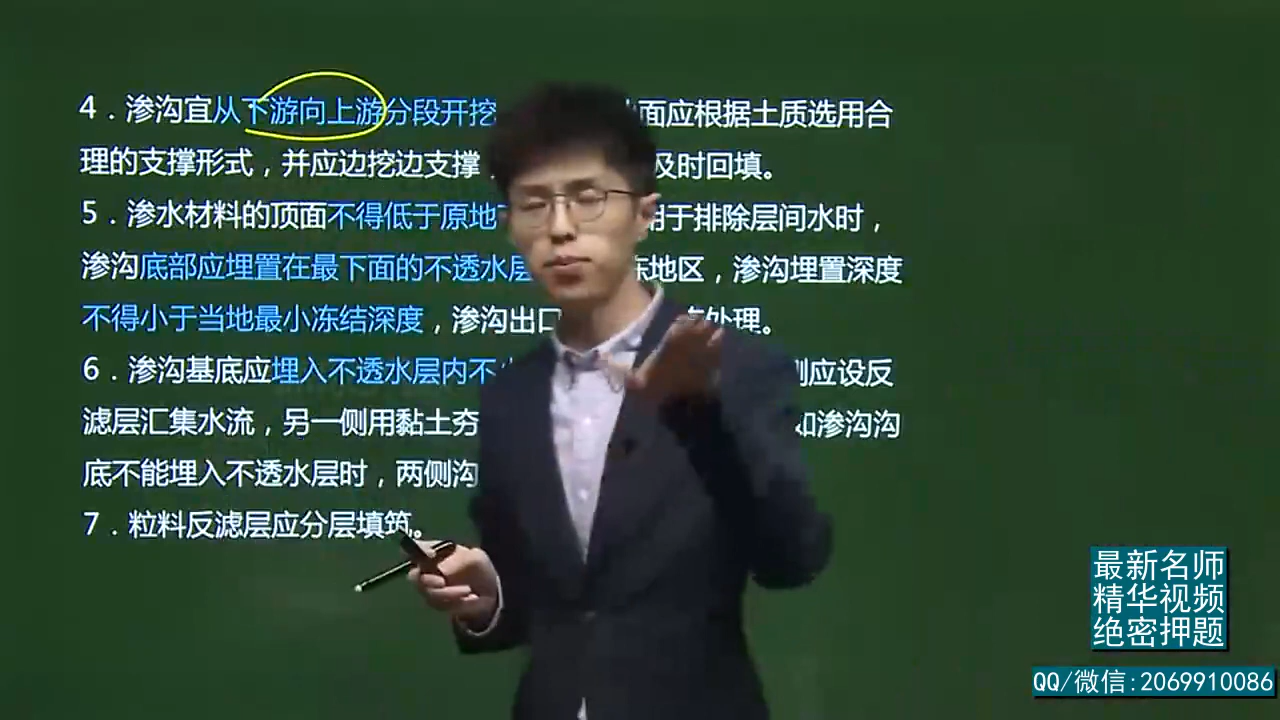 4．渗沟宜从下游向上游分段开挖 面应根据土质选用合
理的支撑形式，并应边挖边支撑 及时回填。
5．渗水材料的顶面不得低于原地下 用于排除层间水时，
渗沟底部应埋置在最下面的不透水层 冻地区，渗沟埋置深度
不得小于当地最小冻结深度，渗沟出口 处理。
6．渗沟基底应埋入不透水层内不 侧应设反
滤层汇集水流，另一侧用黏土夯 如渗沟沟
底不能埋入不透水层时，两侧沟
7．粒料反滤层应分层填筑。
最新名师
精华视频
绝密押题
QQ/微信:2069910086